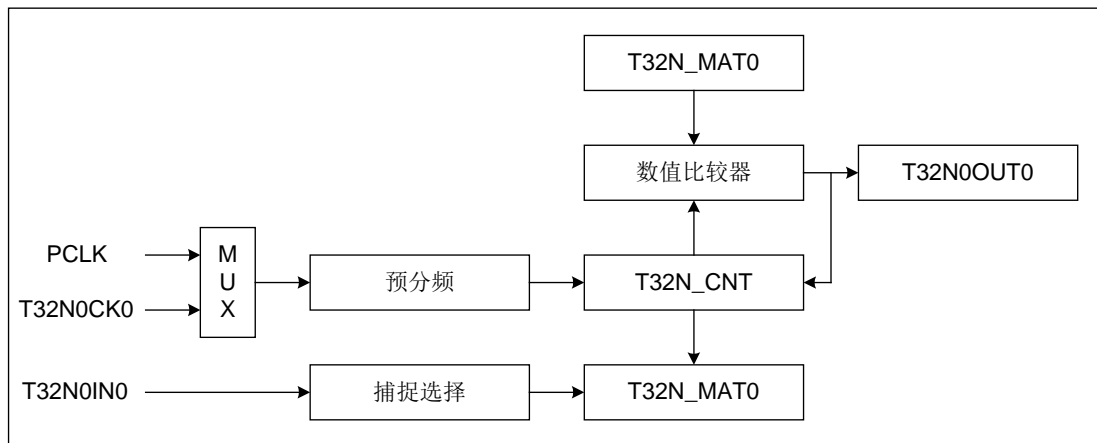 T32N_MAT0
数值比较器
T32N0OUT0
PCLK
M
U
X
预分频
T32N_CNT
T32N0CK0
T32N0IN0
捕捉选择
T32N_MAT0